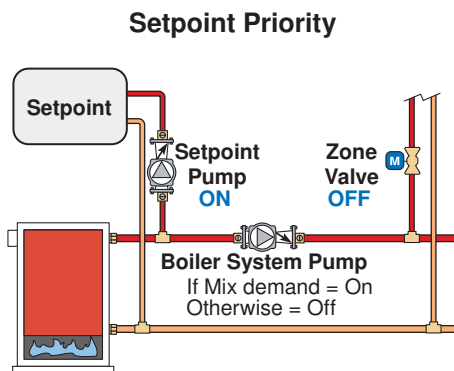 Setpoint Priority
Setpoint
Setpoint
Pump
ON
Zone
Valve
OFF
M
Boiler System Pump
If Mix demand = On
Otherwise = Off